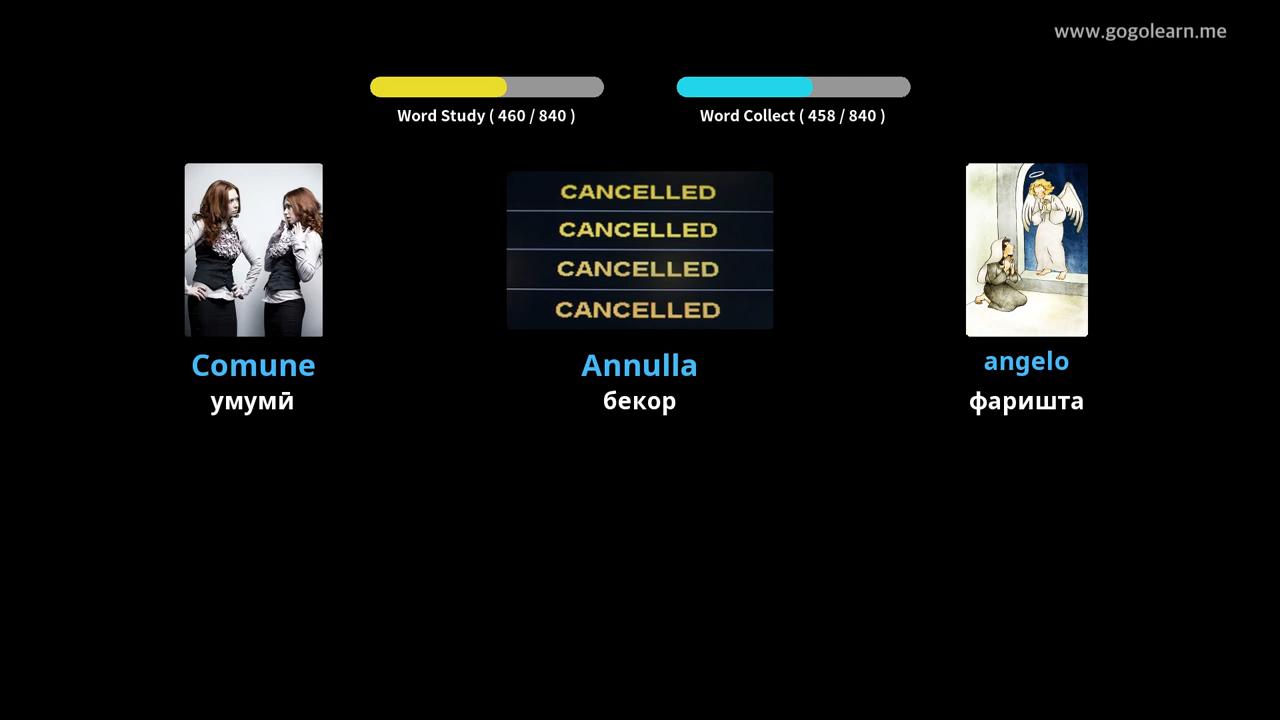 www.gogolearn.me
Word Study ( 460 / 840 )
Word Collect ( 458 / 840 )
CANCELLED
CANCELLED
CANCELLED
CANCELLED
Comune
Annulla
angelo
умумӣ
бекор
фаришта